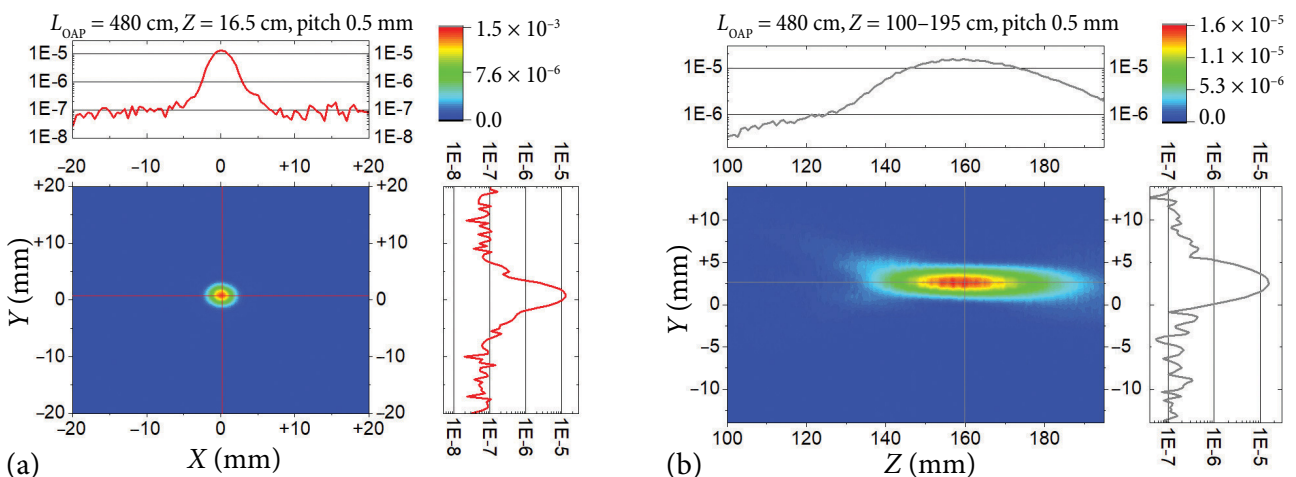 L_OAP = 480 cm, Z = 16.5 cm, pitch 0.5 mm
1E–5
1E–6
1E–7
1E–8
1E–5
1E–6
1E–7
1E–8
–20
–10
0
+10
+20
1.5 × 10⁻³
7.6 × 10⁻⁶
0.0
+20
+10
0
–10
–20
Y (mm)
+20
+10
0
–10
–20
–20
–10
0
+10
+20
X (mm)
1E–8
1E–7
1E–6
1E–5
1E–8
1E–7
1E–6
1E–5
(a)
L_OAP = 480 cm, Z = 100–195 cm, pitch 0.5 mm
1E–5
1E–6
1E–5
1E–6
100
120
140
160
180
1.6 × 10⁻⁵
1.1 × 10⁻⁵
5.3 × 10⁻⁶
0.0
+10
+5
0
–5
–10
Y (mm)
+10
+5
0
–5
–10
100
120
140
160
180
Z (mm)
1E–7
1E–6
1E–5
1E–7
1E–6
1E–5
(b)